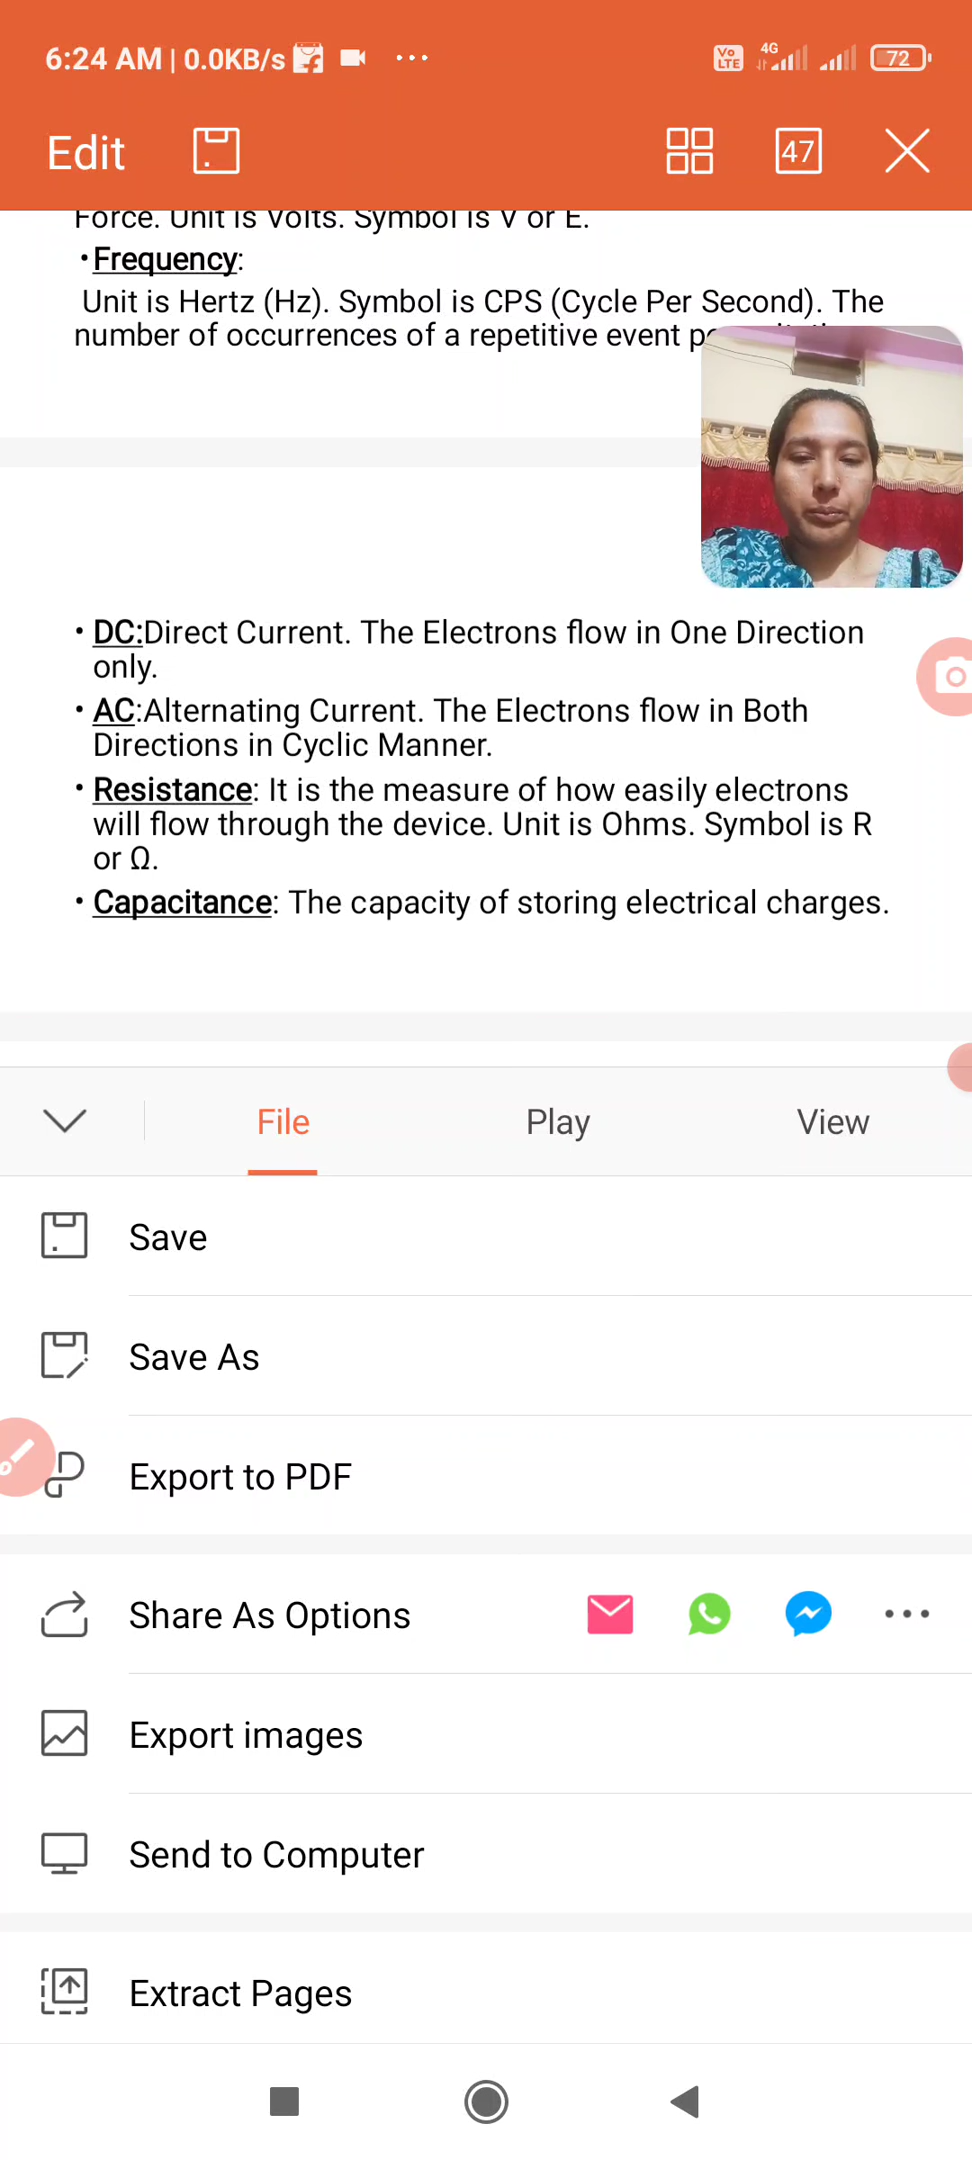 6:24 AM | 0.0KB/s
Vo LTE 4G 72
Edit 47
Force. Unit is Volts. Symbol is V or E.
• Frequency:
Unit is Hertz (Hz). Symbol is CPS (Cycle Per Second). The
number of occurrences of a repetitive event
• DC:Direct Current. The Electrons flow in One Direction
only.
• AC:Alternating Current. The Electrons flow in Both
Directions in Cyclic Manner.
• Resistance: It is the measure of how easily electrons
will flow through the device. Unit is Ohms. Symbol is R
or Ω.
• Capacitance: The capacity of storing electrical charges.
File Play View
Save
Save As
Export to PDF
Share As Options
Export images
Send to Computer
Extract Pages